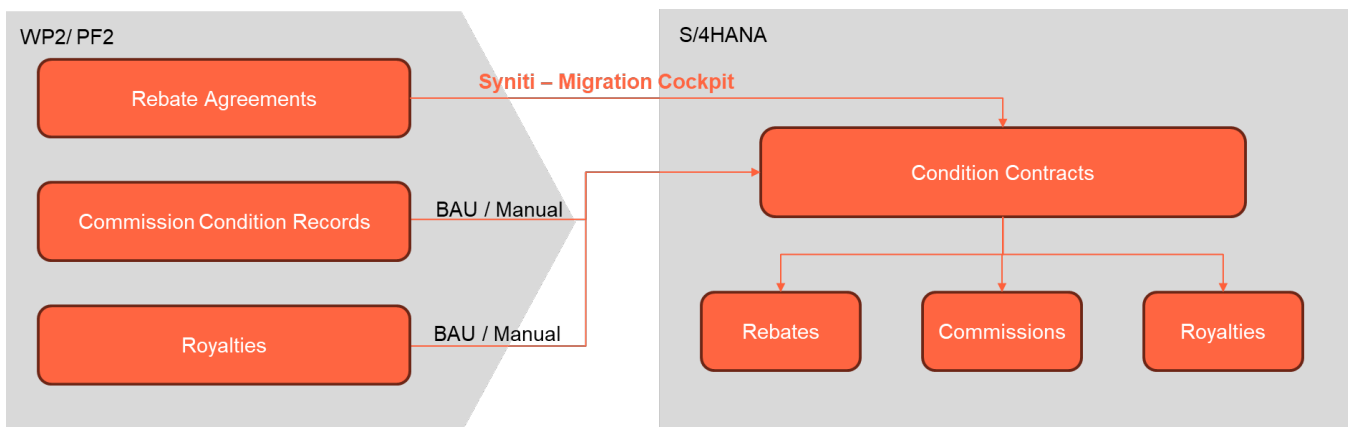 WP2/ PF2
S/4HANA
Syniti – Migration Cockpit
Rebate Agreements
Condition Contracts
Commission Condition Records
BAU / Manual
Royalties
BAU / Manual
Rebates
Commissions
Royalties